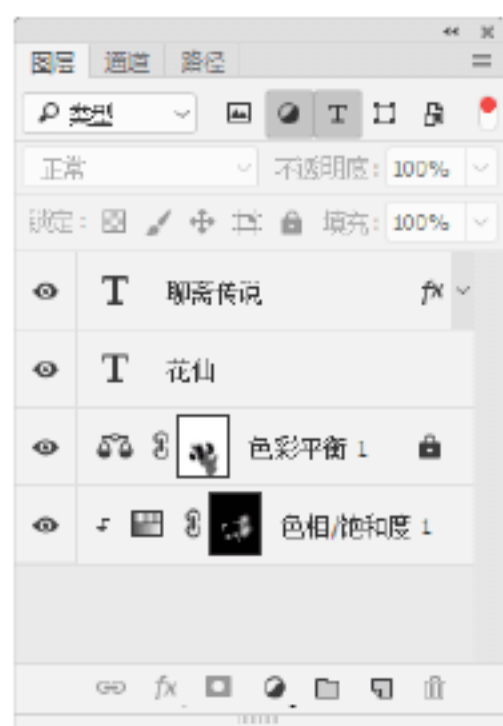 图层 通道 路径
类型 T
正常 不透明度: 100%
锁定: 填充: 100%
T 聊斋传说 fx
T 花仙
色彩平衡 1
色相/饱和度 1
fx